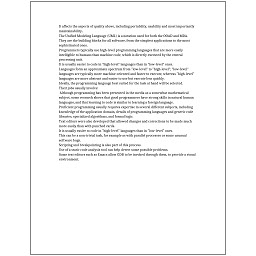 It affects the aspects of quality above, including portability, usability and most importantly
maintainability.
The Unified Modeling Language (UML) is a notation used for both the OOAD and MDA.
They are the building blocks for all software, from the simplest applications to the most
sophisticated ones.
Programmers typically use high-level programming languages that are more easily
intelligible to humans than machine code, which is directly executed by the central
processing unit.
It is usually easier to code in "high-level" languages than in "low-level" ones.
Languages form an approximate spectrum from "low-level" to "high-level"; "low-level"
languages are typically more machine-oriented and faster to execute, whereas "high-level"
languages are more abstract and easier to use but execute less quickly.
Ideally, the programming language best suited for the task at hand will be selected.
Their jobs usually involve:
Although programming has been presented in the media as a somewhat mathematical
subject, some research shows that good programmers have strong skills in natural human
languages, and that learning to code is similar to learning a foreign language.
Proficient programming usually requires expertise in several different subjects, including
knowledge of the application domain, details of programming languages and generic code
libraries, specialized algorithms, and formal logic.
Text editors were also developed that allowed changes and corrections to be made much
more easily than with punched cards.
It is usually easier to code in "high-level" languages than in "low-level" ones.
This can be a non-trivial task, for example as with parallel processes or some unusual
software bugs.
Scripting and breakpointing is also part of this process.
Use of a static code analysis tool can help detect some possible problems.
Some text editors such as Emacs allow GDB to be invoked through them, to provide a visual
environment.